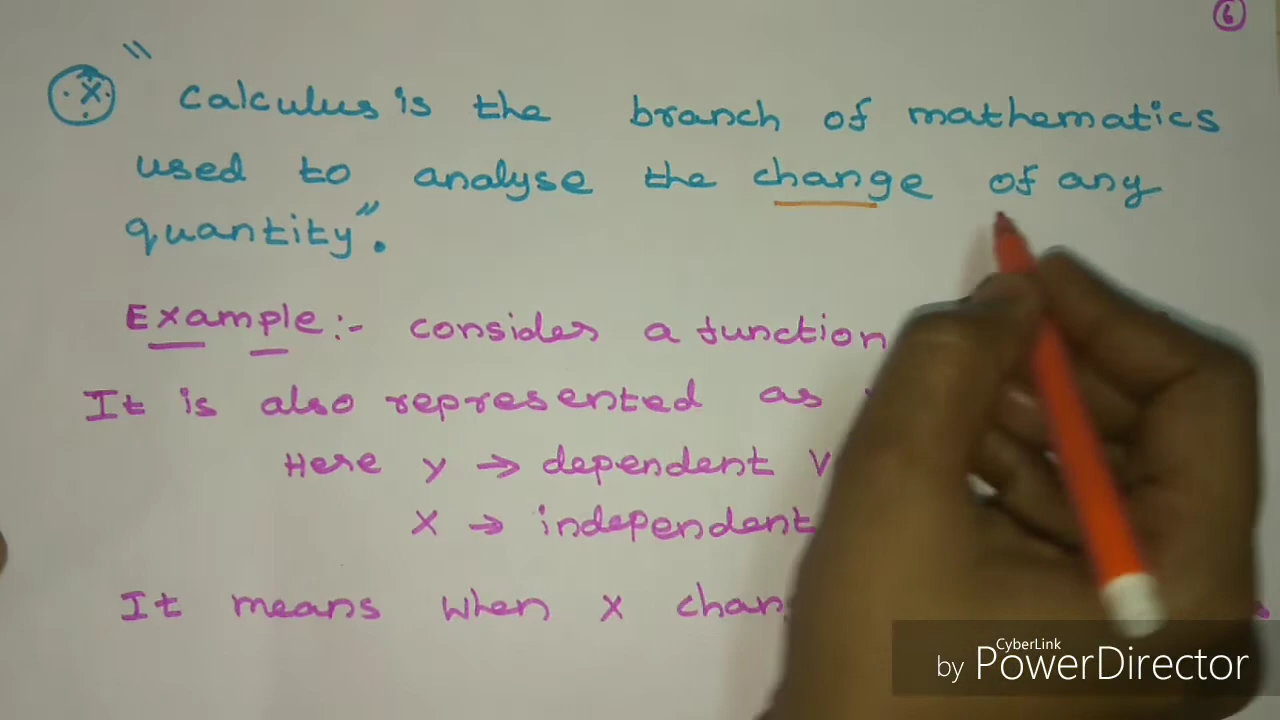 6
x " Calculus is the branch of mathematics
used to analyse the change of any
quantity".
Example:- consider a function
It is also represented as
Here y → dependent V
x → independent
It means when x chan
CyberLink
by PowerDirector